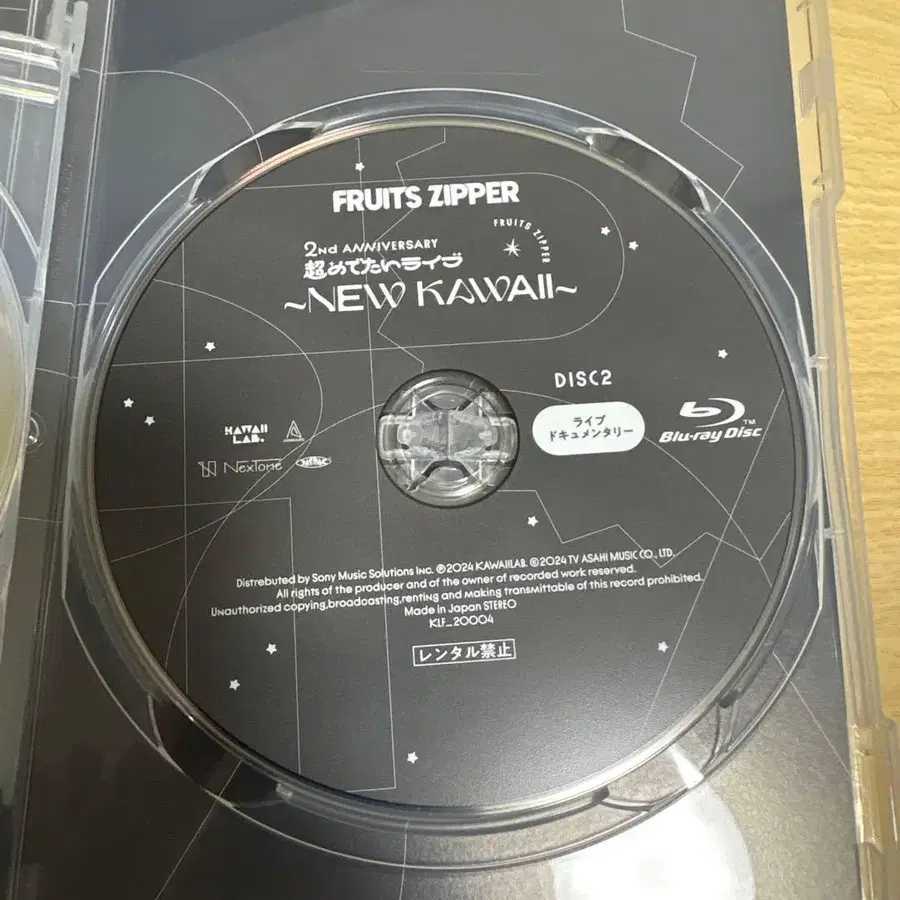 FRUITS ZIPPER
2nd ANNIVERSARY
超めでたいライブ
FRUITS ZIPPER
~NEW KAWAII~
DISC2
ライブ
ドキュメンタリー
Blu-ray Disc™
KAWAII
LAB.
NexTone
JASRAC
Distreduted by Sony Music Solutions Inc. ℗2024 KAWAIILAB. ©2024 TV ASAHI MUSIC CO., LTD.
All rights of the producer and of the owner of recorded work reserved.
Unauthorized copying,broadcasting,renting and making transmittable of this record prohibited.
Made in Japan STEREO
KLF_20004
レンタル禁止